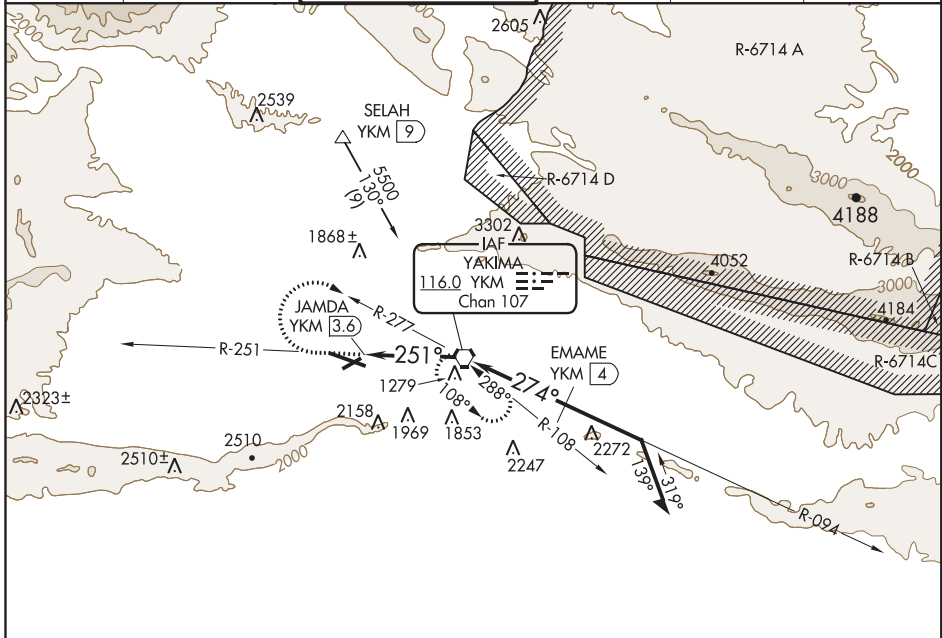 2605
R-6714 A
2539
SELAH
YKM 9
5500
130°
(9)
2000
R-6714 D
3000
4188
3302
1868±
IAF
YAKIMA
116.0 YKM
Chan 107
4052
R-6714 B
3000
4184
JAMDA
YKM 3.6
R-277
R-251
251°
EMAME
YKM 4
R-6714C
1279
288°
274°
108°
2323±
2158
1969
1853
R-108
2272
2510
2510±
2000
2247
139°
319°
R-094